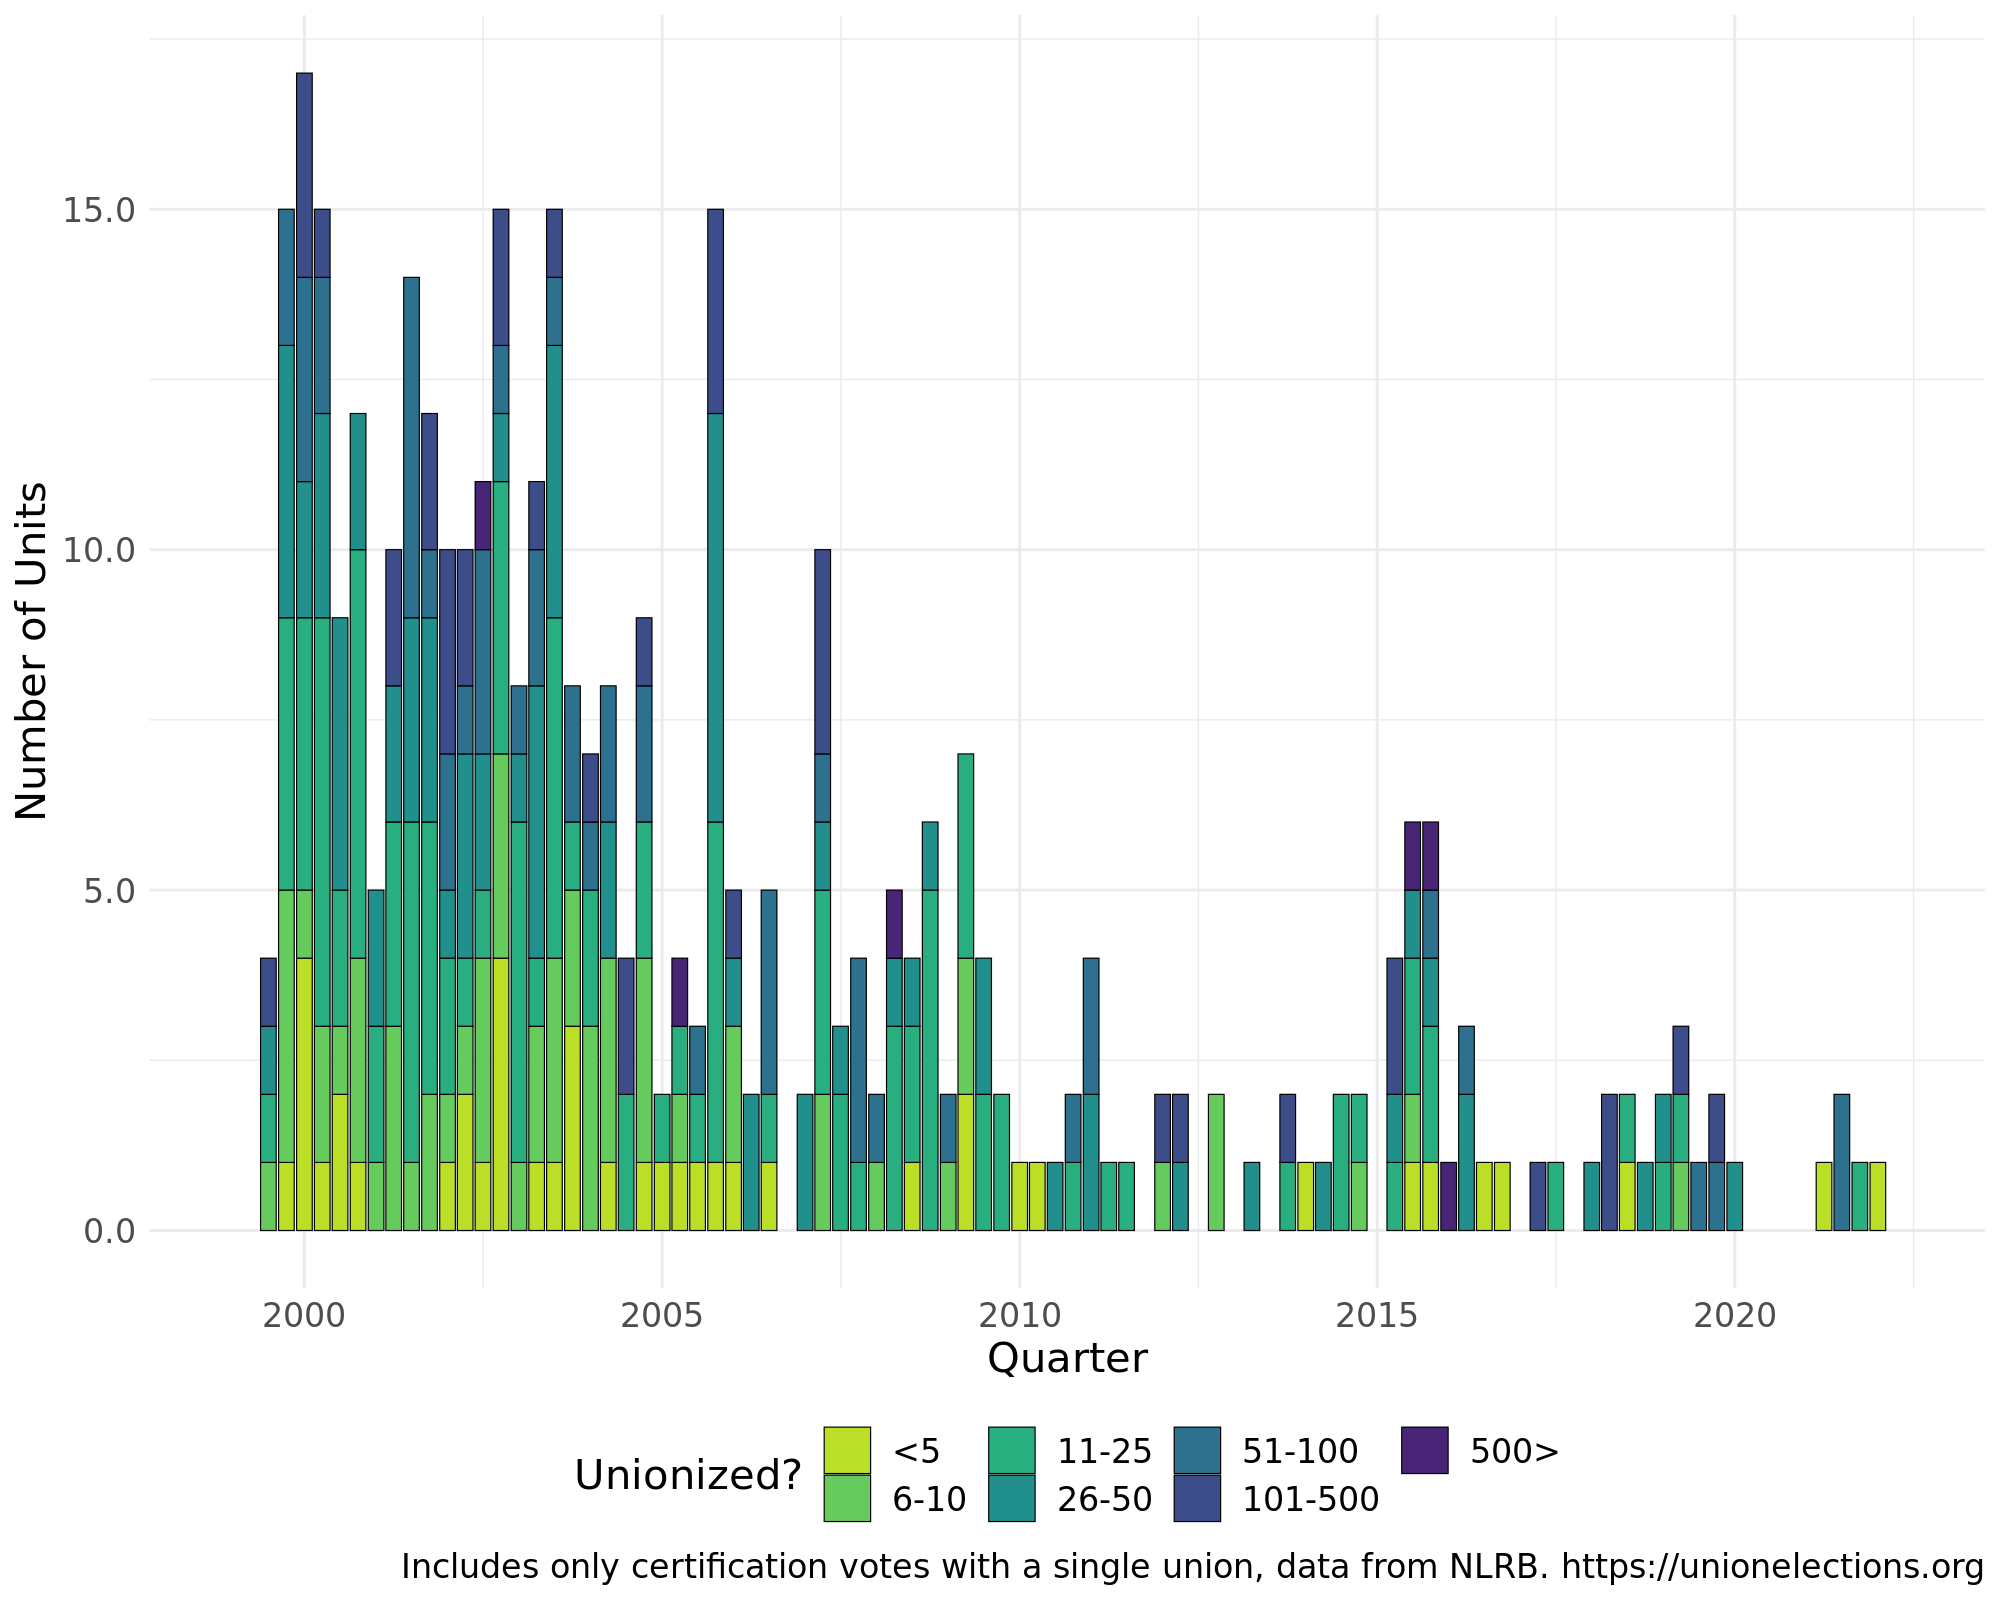 15.0
10.0
5.0
0.0
Number of Units
2000 2005 2010 2015 2020
Quarter
Unionized?
<5 11-25 51-100 500>
6-10 26-50 101-500
Includes only certification votes with a single union, data from NLRB. https://unionelections.org